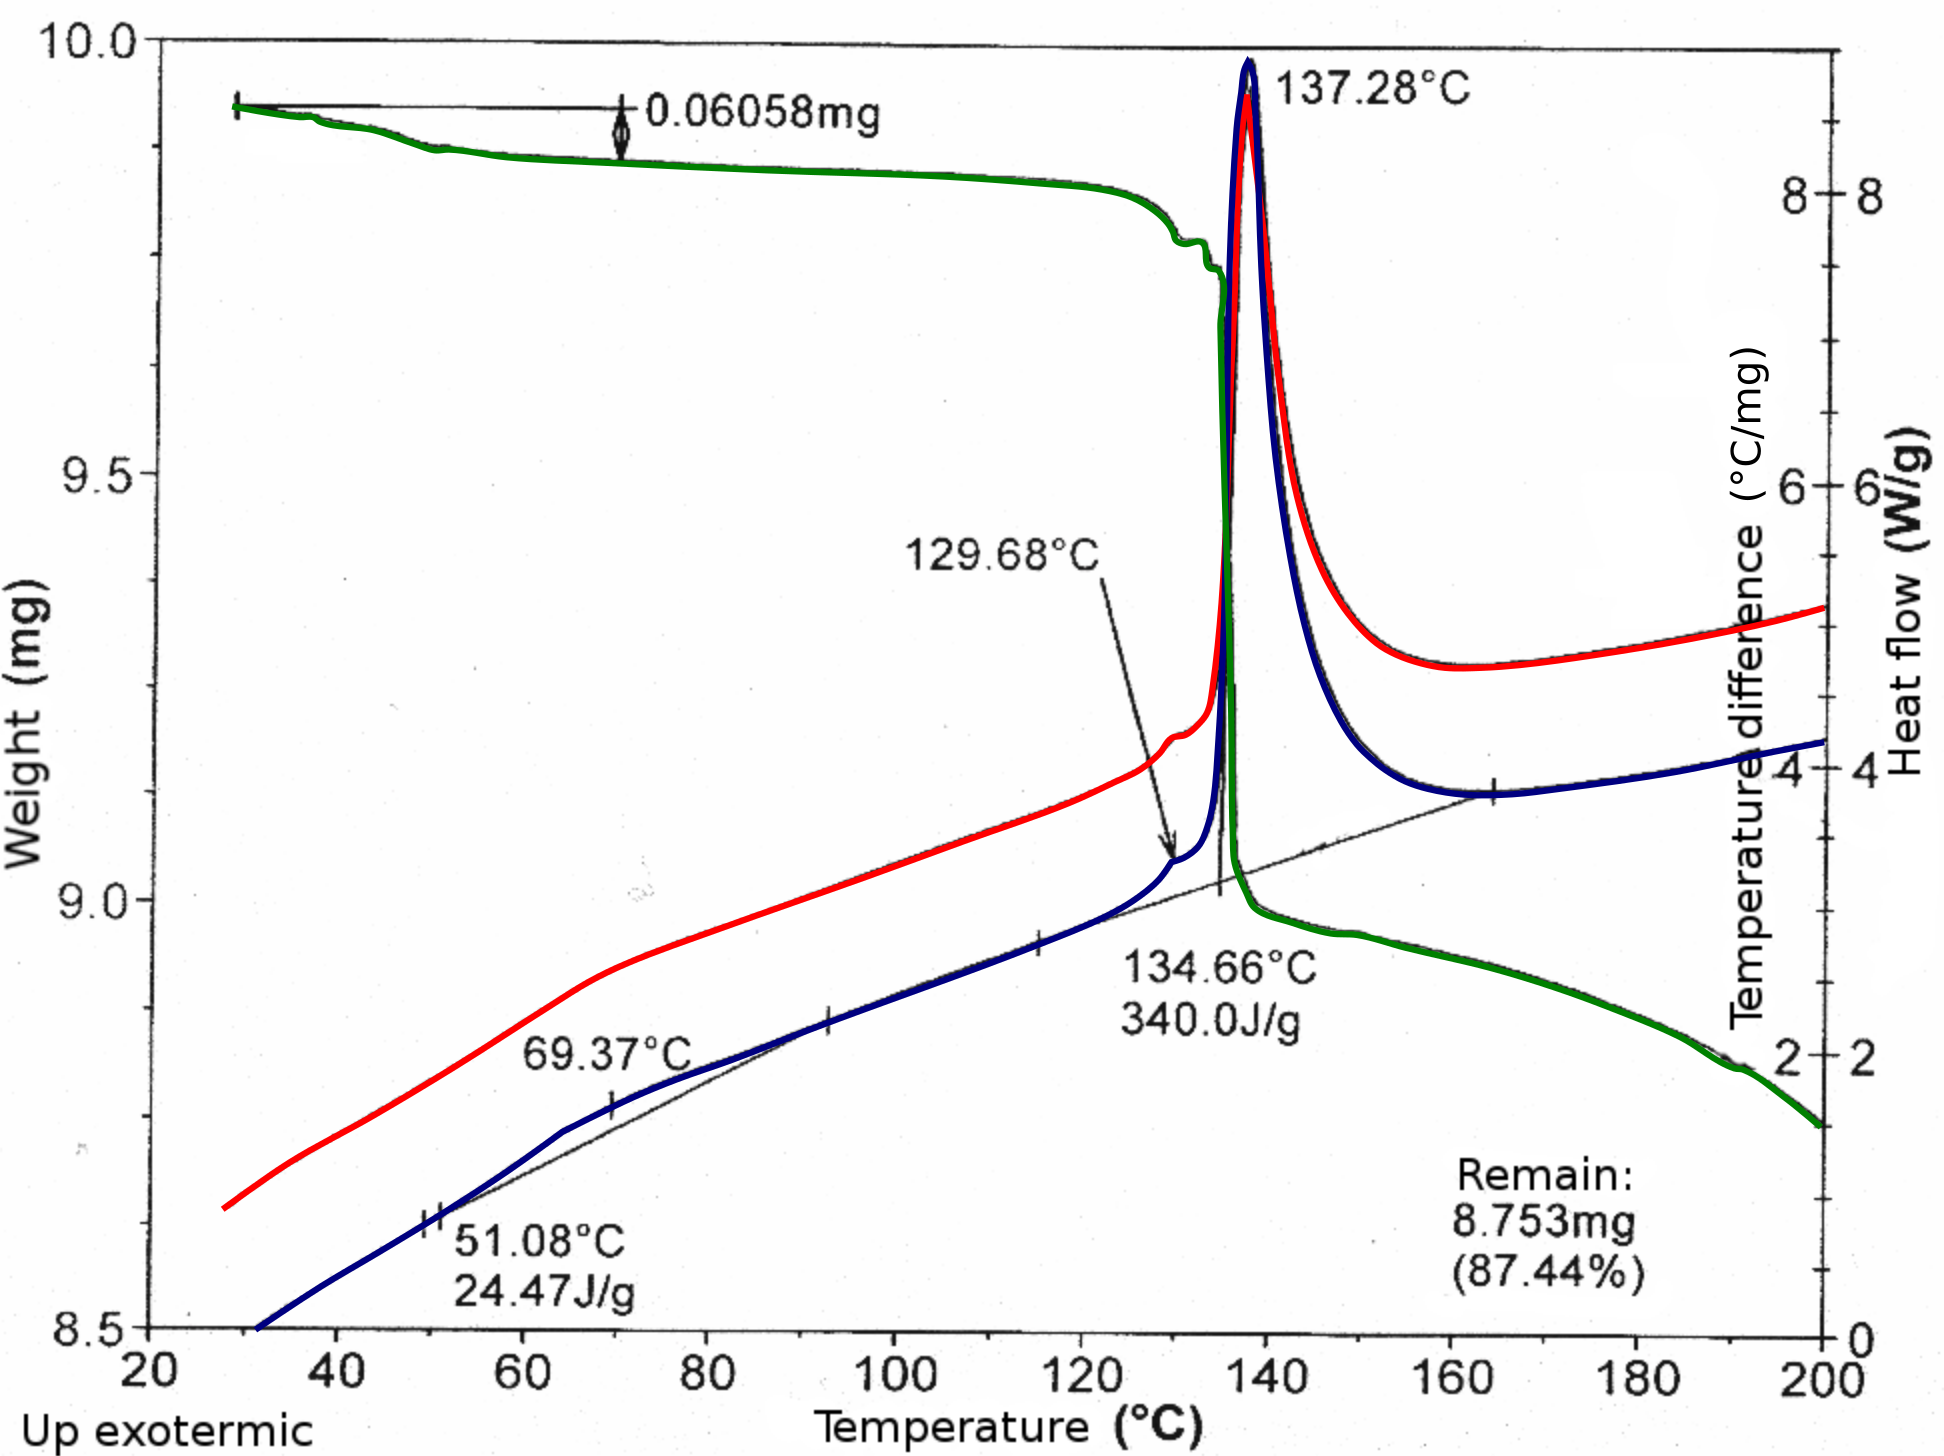 10.0
0.06058mg
137.28°C
8
8
9.5
6
6
129.68°C
Weight (mg)
Temperature difference (°C/mg)
Heat flow (W/g)
4
4
9.0
134.66°C
340.0J/g
69.37°C
2
2
51.08°C
24.47J/g
Remain:
8.753mg
(87.44%)
8.5
0
20
40
60
80
100
120
140
160
180
200
Up exotermic
Temperature (°C)